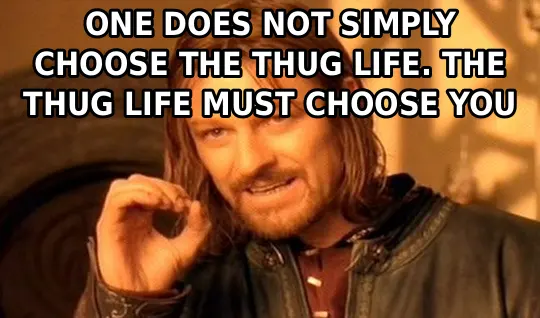 ONE DOES NOT SIMPLY
CHOOSE THE THUG LIFE. THE
THUG LIFE MUST CHOOSE YOU